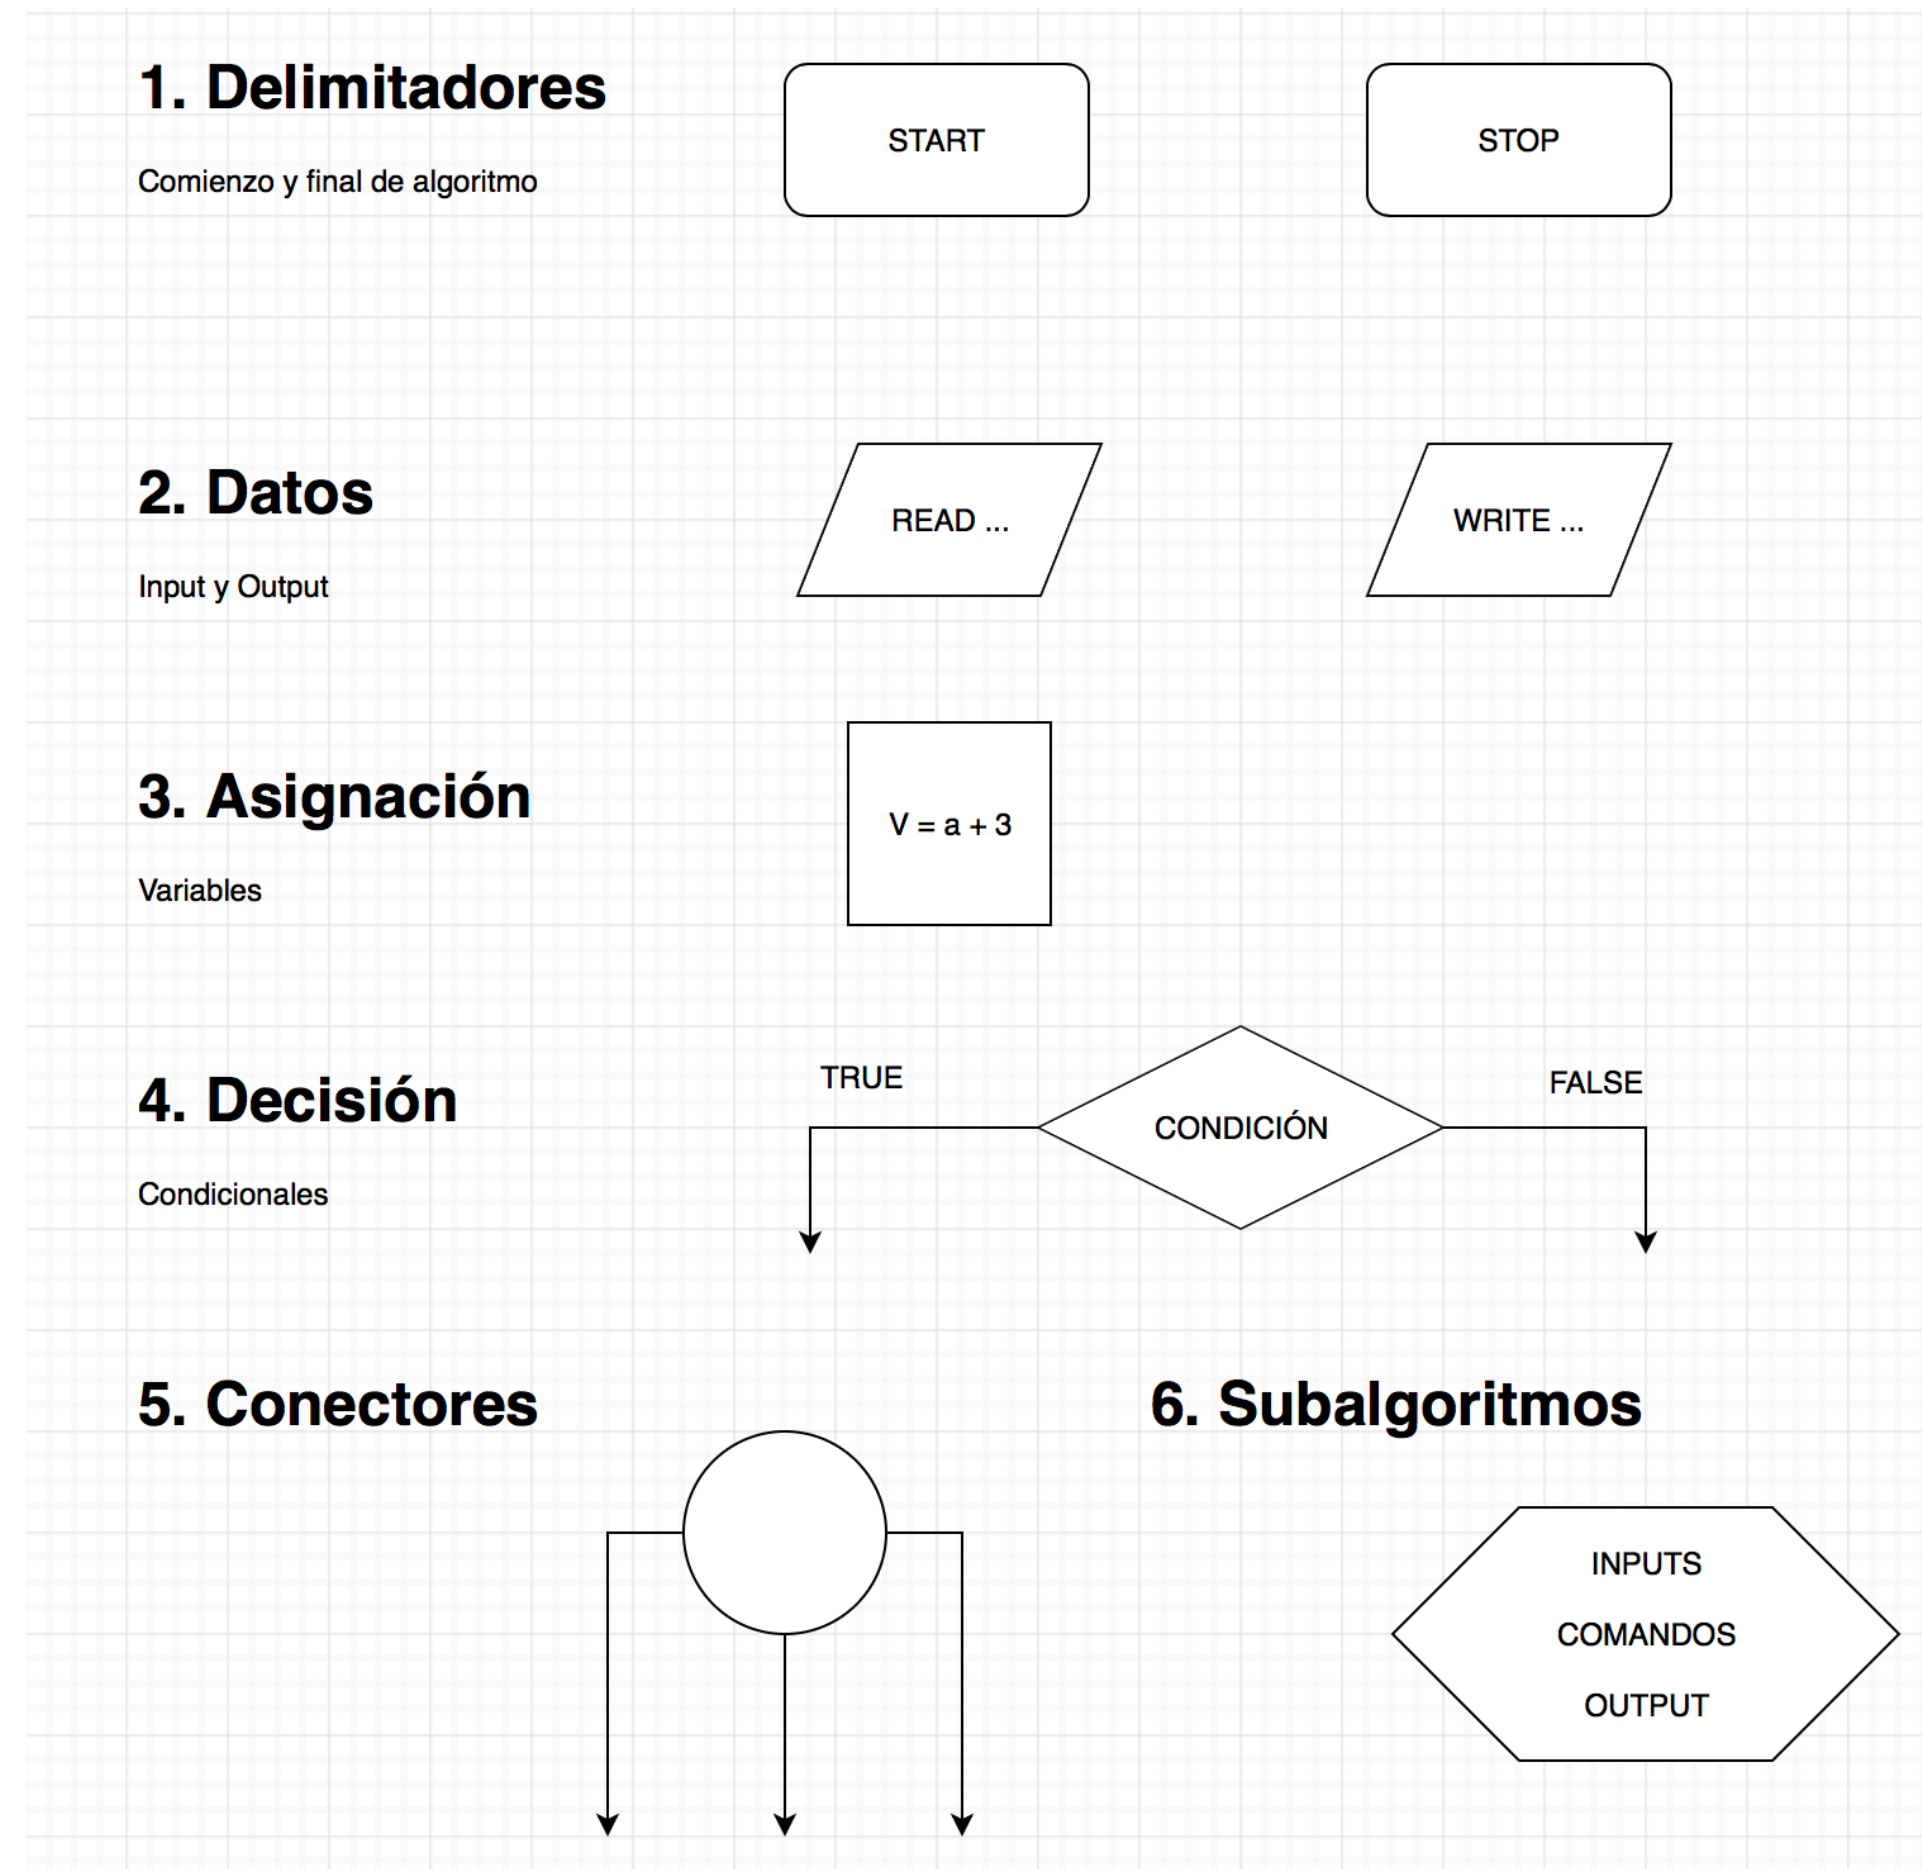 1. Delimitadores
Comienzo y final de algoritmo
START
STOP
2. Datos
Input y Output
READ ...
WRITE ...
3. Asignación
Variables
V = a + 3
4. Decisión
Condicionales
TRUE
CONDICIÓN
FALSE
5. Conectores
6. Subalgoritmos
INPUTS
COMANDOS
OUTPUT